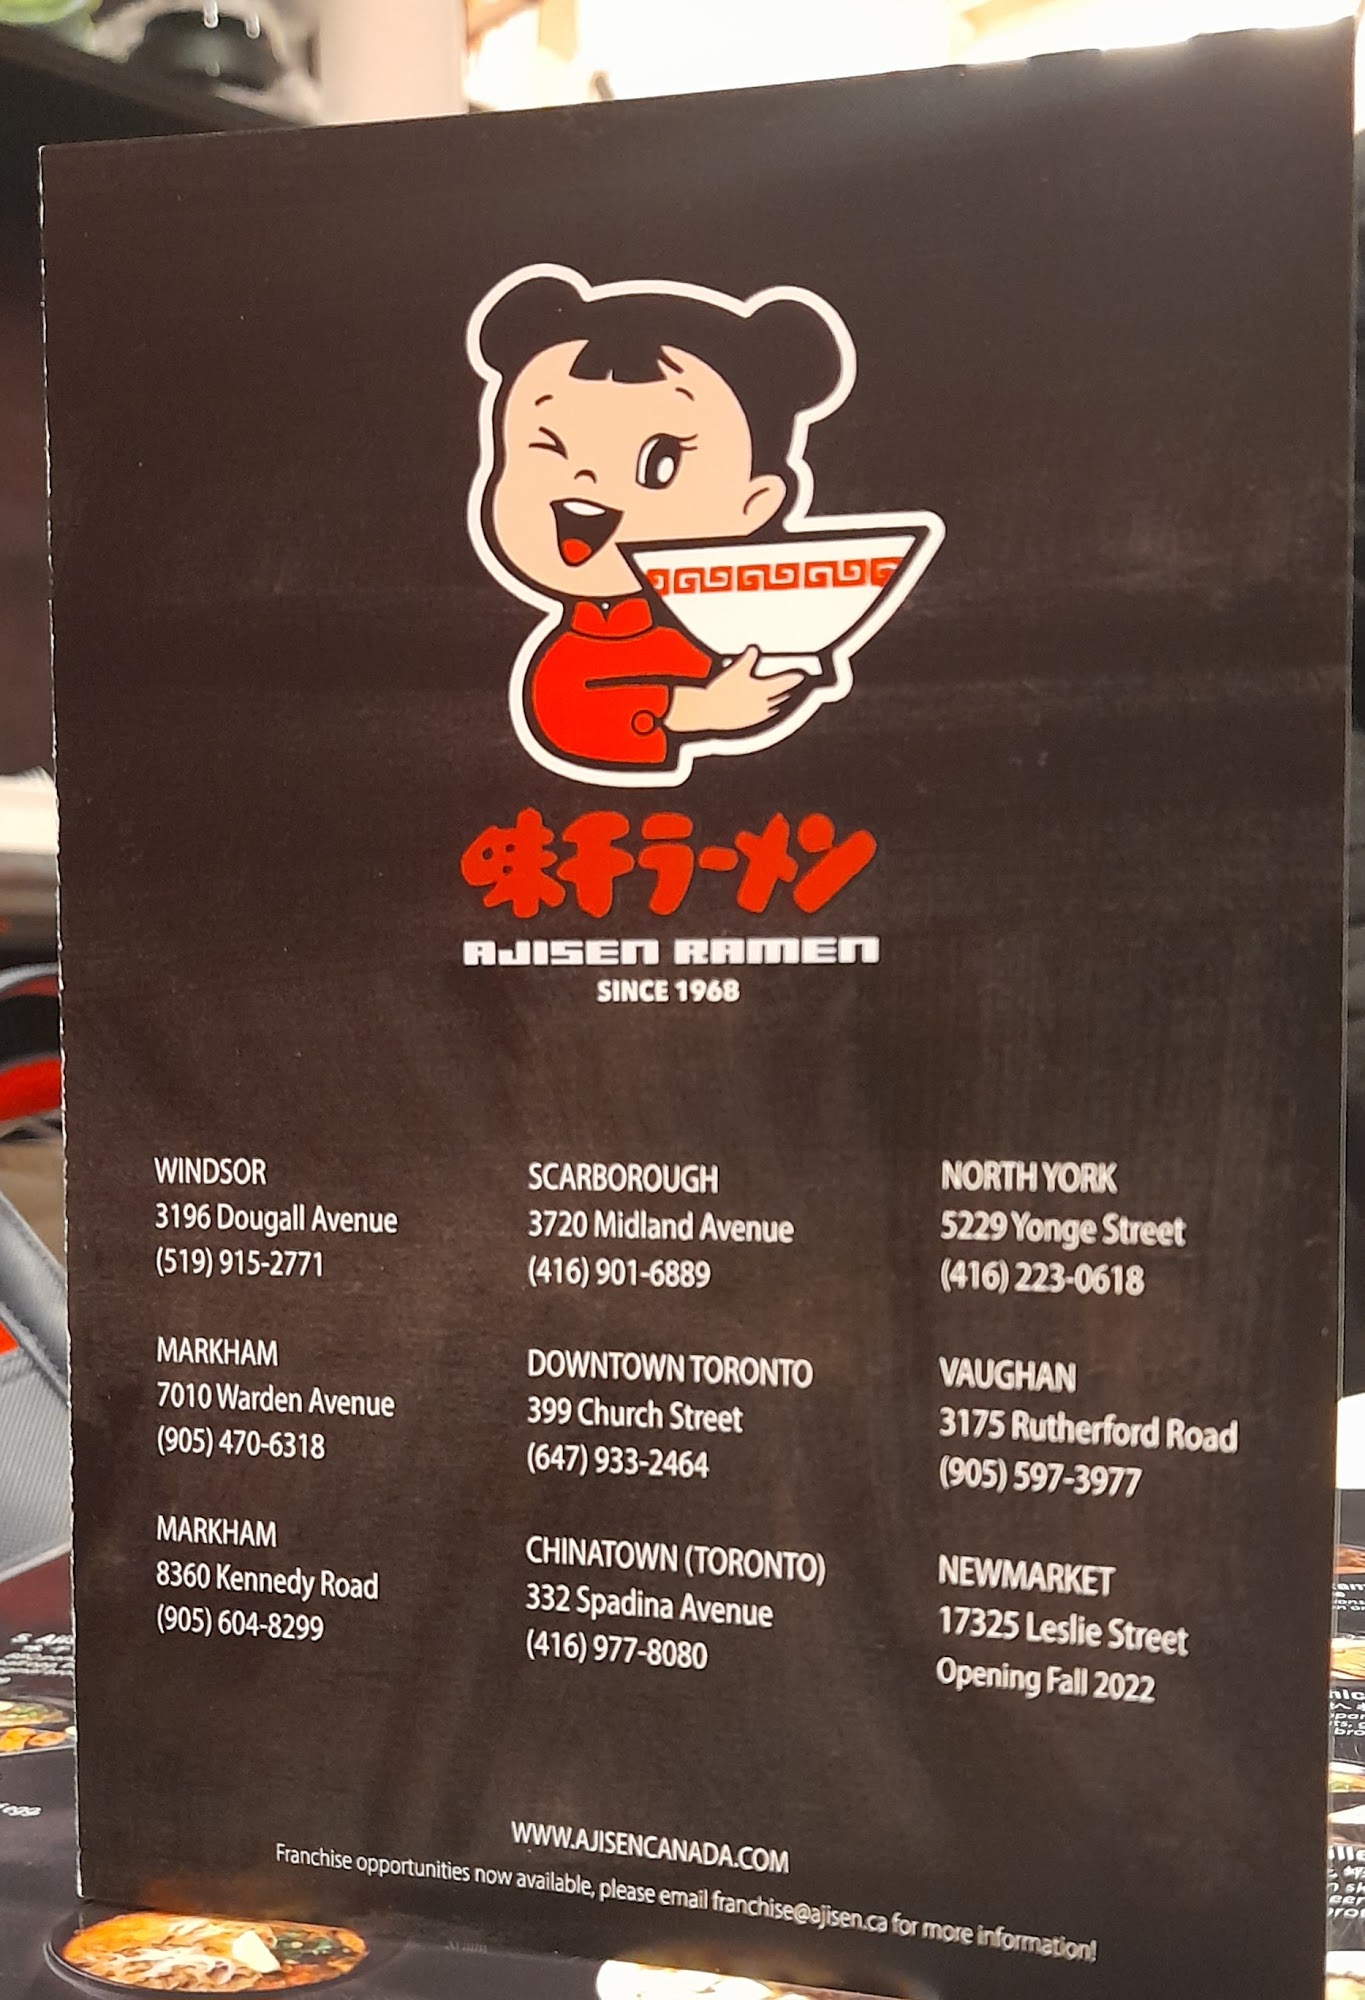 味千ラーメン
AJISEN RAMEN
SINCE 1968
WINDSOR
3196 Dougall Avenue
(519) 915-2771
MARKHAM
7010 Warden Avenue
(905) 470-6318
MARKHAM
8360 Kennedy Road
(905) 604-8299
SCARBOROUGH
3720 Midland Avenue
(416) 901-6889
DOWNTOWN TORONTO
399 Church Street
(647) 933-2464
CHINATOWN (TORONTO)
332 Spadina Avenue
(416) 977-8080
NORTH YORK
5229 Yonge Street
(416) 223-0618
VAUGHAN
3175 Rutherford Road
(905) 597-3977
NEWMARKET
17325 Leslie Street
Opening Fall 2022
WWW.AJISENCANADA.COM
Franchise opportunities now available, please email franchise@ajisen.ca for more information!